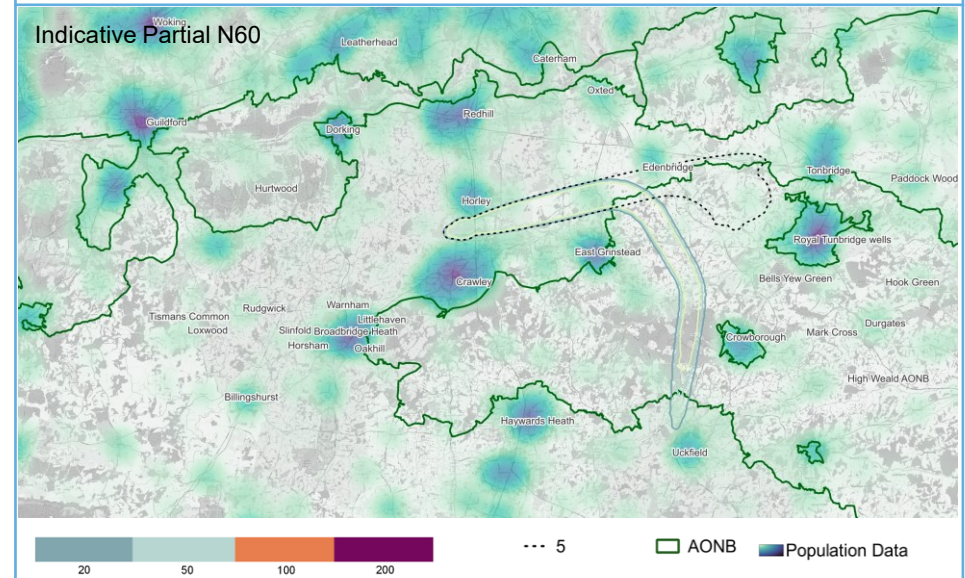 Woking
Indicative Partial N60
Leatherhead
Caterham
Oxted
Redhill
Guildford
Dorking
Edenbridge
Tonbridge
Paddock Wood
Hurtwood
Horley
Royal Tunbridge wells
East Grinstead
Bells Yew Green
Crawley
Hook Green
Warnham
Rudgwick
Tismans Common
Littlehaven
Loxwood
Slinfold Broadbridge Heath
Durgates
Mark Cross
Crowborough
Horsham
Oakhill
High Weald AONB
Billingshurst
Haywards Heath
Uckfield
5
AONB
Population Data
20 50 100 200